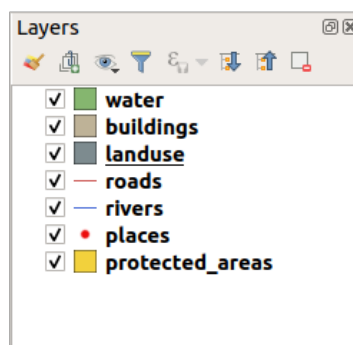 Layers
water
buildings
landuse
roads
rivers
places
protected_areas